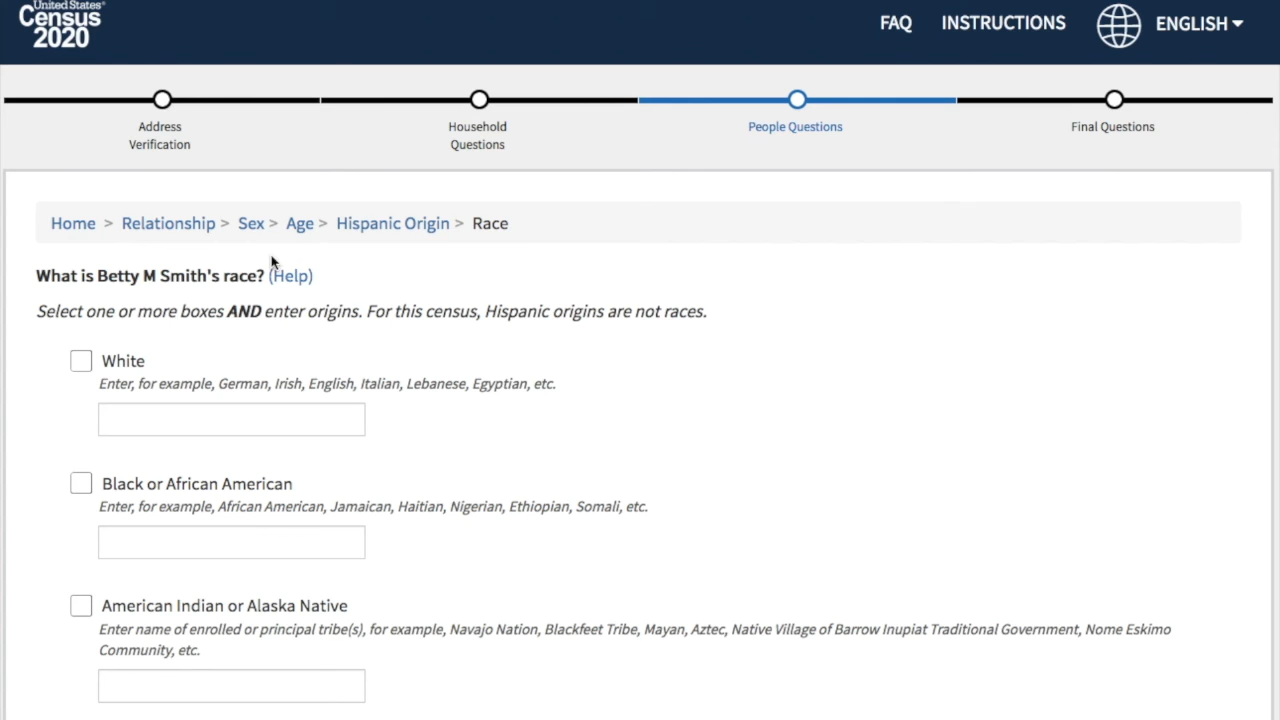 United States®
Census
2020
FAQ INSTRUCTIONS ENGLISH
Address
Verification
Household
Questions
People Questions
Final Questions
Home > Relationship > Sex > Age > Hispanic Origin > Race
What is Betty M Smith's race? (Help)
Select one or more boxes AND enter origins. For this census, Hispanic origins are not races.
White
Enter, for example, German, Irish, English, Italian, Lebanese, Egyptian, etc.
Black or African American
Enter, for example, African American, Jamaican, Haitian, Nigerian, Ethiopian, Somali, etc.
American Indian or Alaska Native
Enter name of enrolled or principal tribe(s), for example, Navajo Nation, Blackfeet Tribe, Mayan, Aztec, Native Village of Barrow Inupiat Traditional Government, Nome Eskimo
Community, etc.